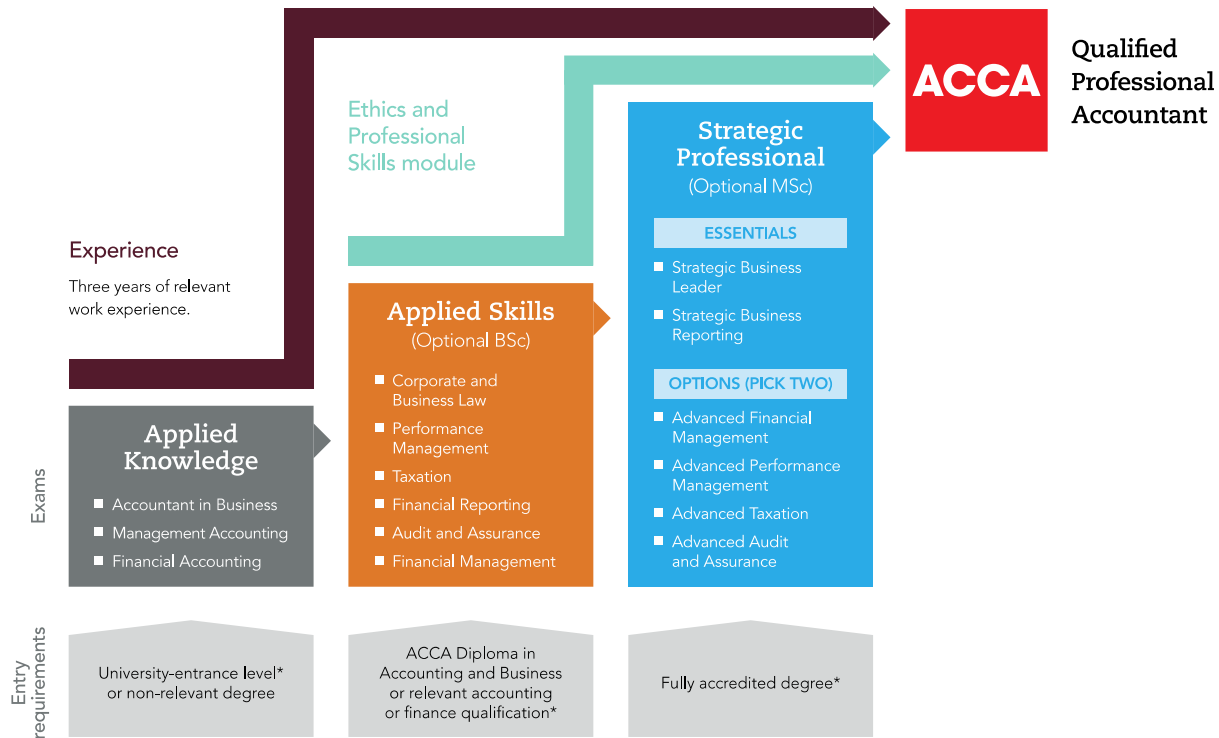 ACCA
Qualified
Professional
Accountant
Ethics and
Professional
Skills module
Experience
Three years of relevant
work experience.
Exams
Applied
Knowledge
Accountant in Business
Management Accounting
Financial Accounting
Applied Skills
(Optional BSc)
Corporate and
Business Law
Performance
Management
Taxation
Financial Reporting
Audit and Assurance
Financial Management
Strategic
Professional
(Optional MSc)
ESSENTIALS
Strategic Business
Leader
Strategic Business
Reporting
OPTIONS (PICK TWO)
Advanced Financial
Management
Advanced Performance
Management
Advanced Taxation
Advanced Audit
and Assurance
Entry
requirements
University-entrance level*
or non-relevant degree
ACCA Diploma in
Accounting and Business
or relevant accounting
or finance qualification*
Fully accredited degree*